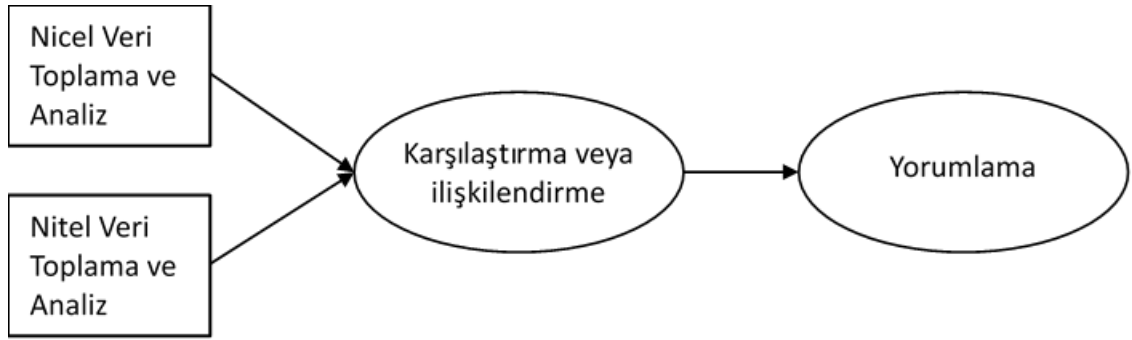 Nicel Veri
Toplama ve
Analiz
Nitel Veri
Toplama ve
Analiz
Karşılaştırma veya
ilişkilendirme
Yorumlama